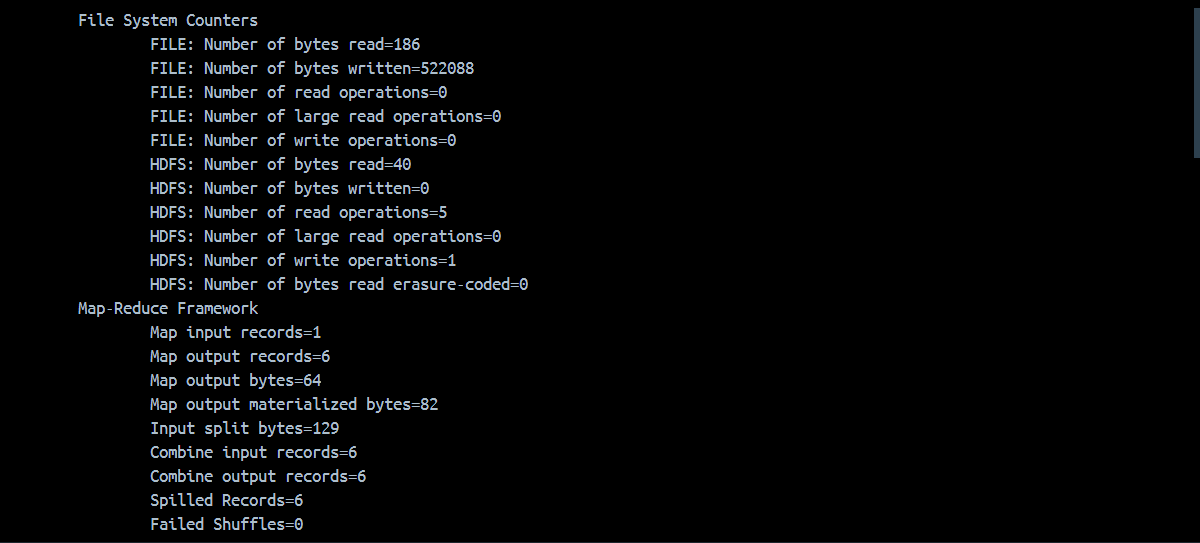 File System Counters
FILE: Number of bytes read=186
FILE: Number of bytes written=522088
FILE: Number of read operations=0
FILE: Number of large read operations=0
FILE: Number of write operations=0
HDFS: Number of bytes read=40
HDFS: Number of bytes written=0
HDFS: Number of read operations=5
HDFS: Number of large read operations=0
HDFS: Number of write operations=1
HDFS: Number of bytes read erasure-coded=0
Map-Reduce Framework
Map input records=1
Map output records=6
Map output bytes=64
Map output materialized bytes=82
Input split bytes=129
Combine input records=6
Combine output records=6
Spilled Records=6
Failed Shuffles=0